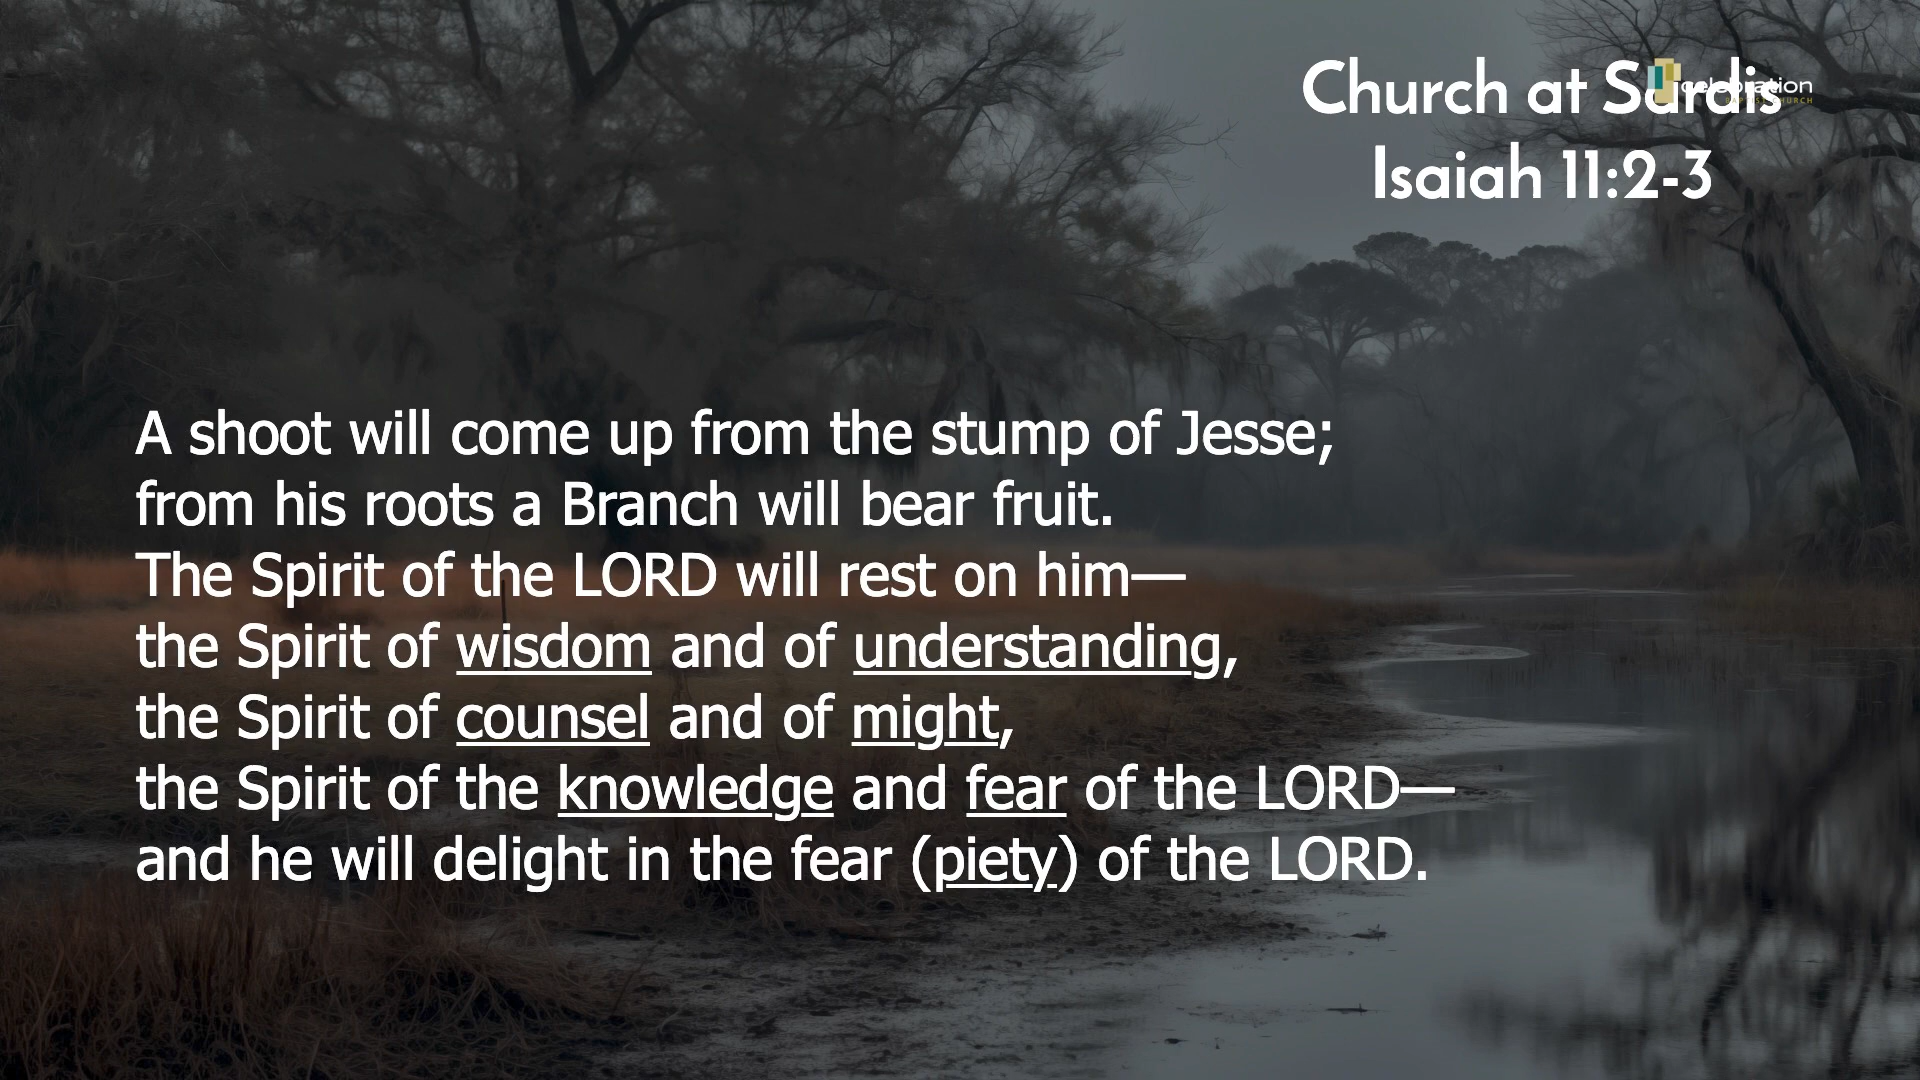 Church at Sardis
celebration
BAPTIST CHURCH
Isaiah 11:2-3
A shoot will come up from the stump of Jesse;
from his roots a Branch will bear fruit.
The Spirit of the LORD will rest on him—
the Spirit of wisdom and of understanding,
the Spirit of counsel and of might,
the Spirit of the knowledge and fear of the LORD—
and he will delight in the fear (piety) of the LORD.